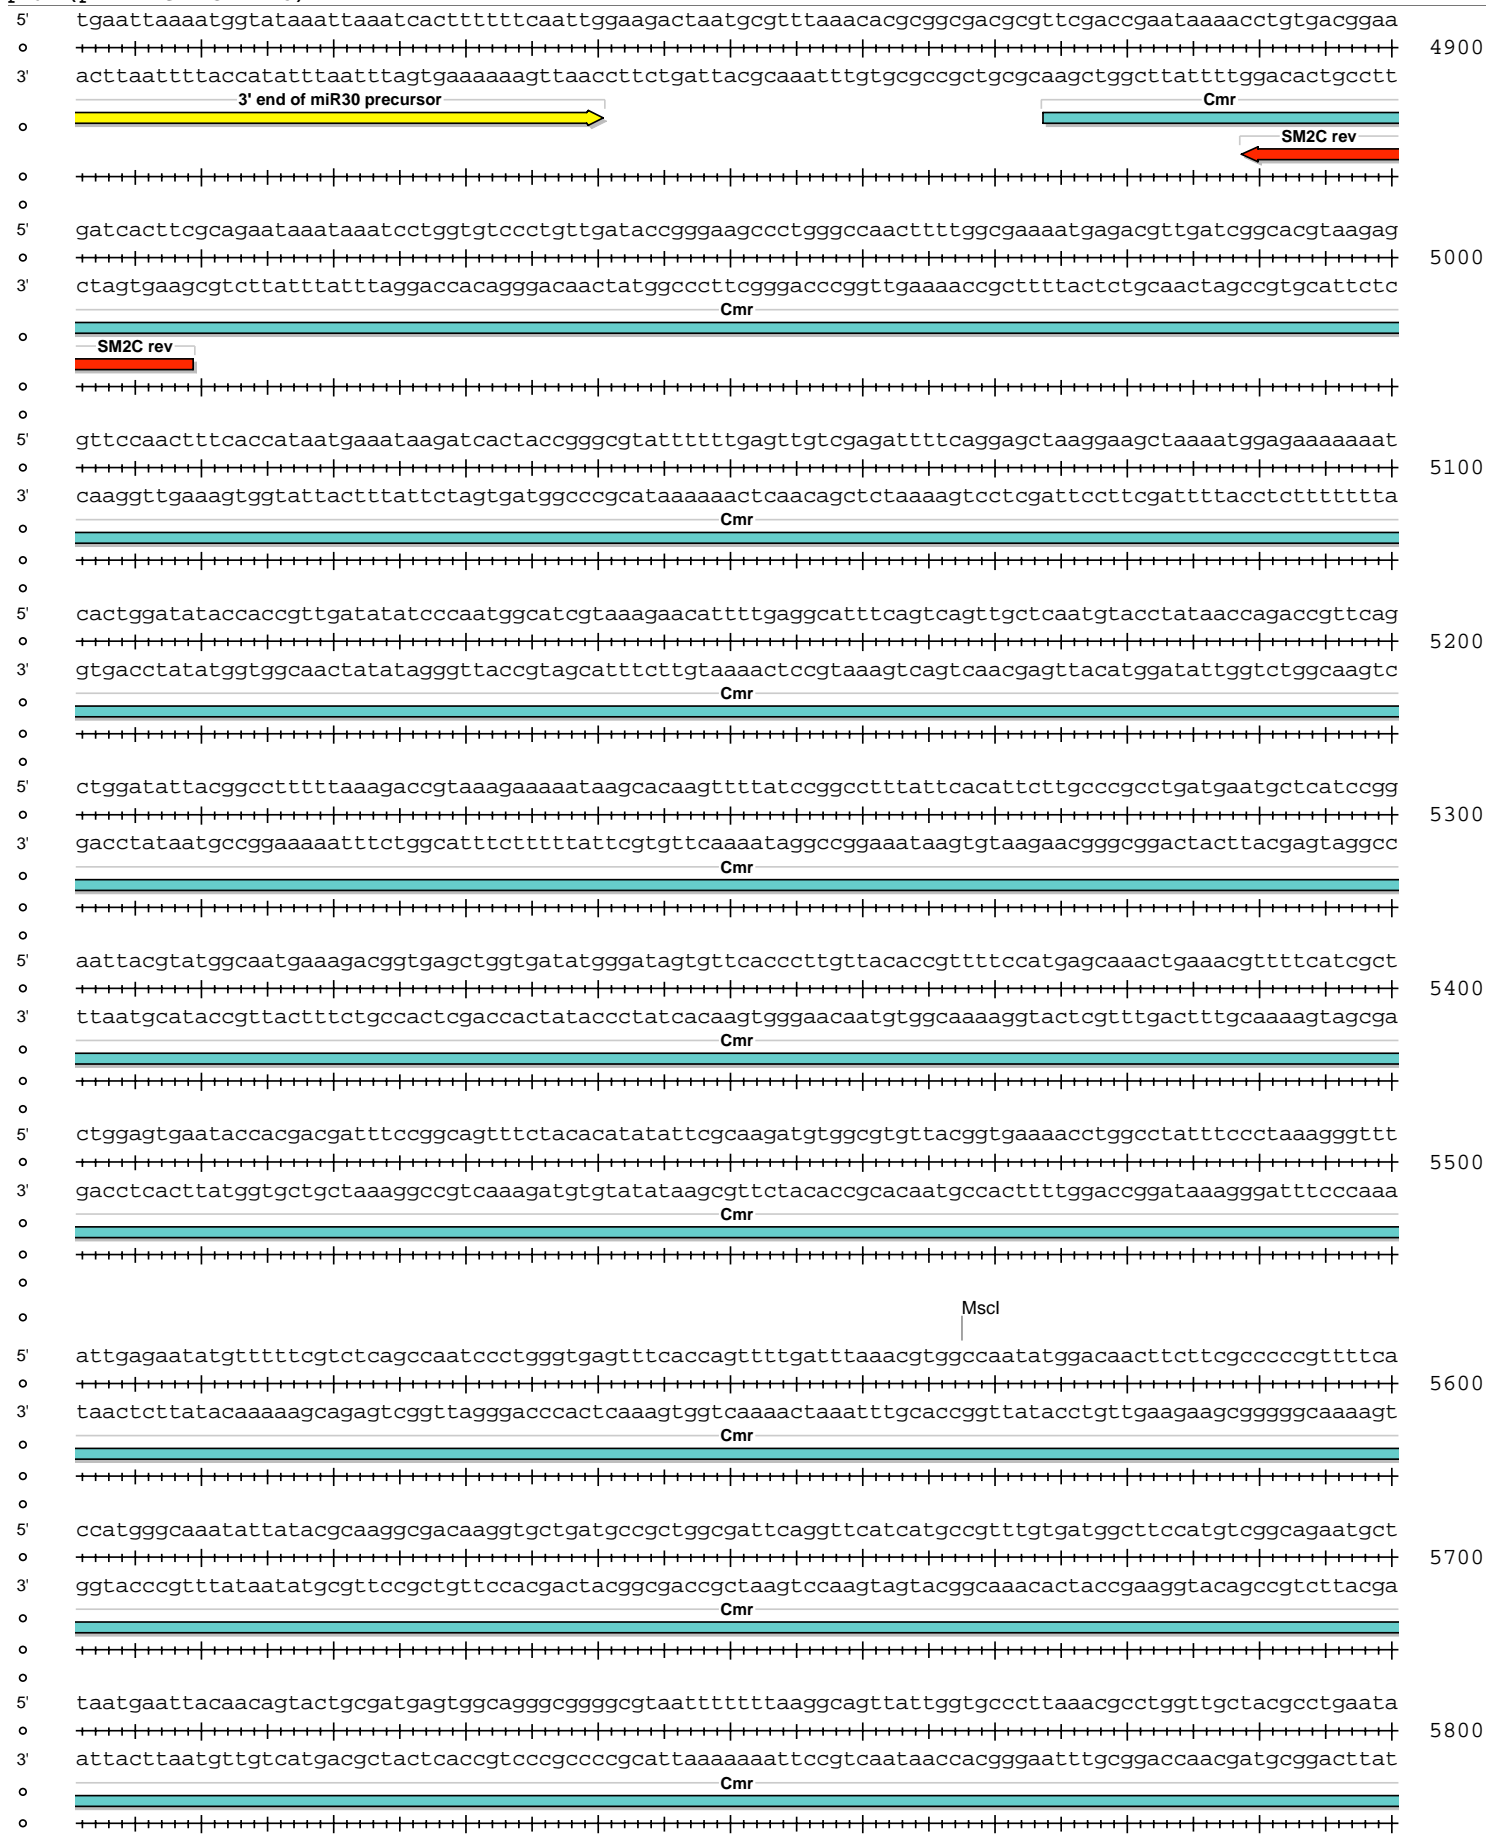 5' tgaattaaaatggtataaattaaatcacttttttcaattggaagactaatgcgtttaaacacgcggcgacgcgttcgaccgaataaaacctgtgacggaa
4900
3' acttaattttaccatatttaatttagtgaaaaaagttaaccttctgattacgcaaatttgtgcgccgctgcgcaagctggcttattttggacactgcctt
3' end of miR30 precursor Cmr
SM2C rev
5' gatcacttcgcagaataaataaatcctggtgtccctgttgataccgggaagccctgggccaacttttggcgaaaatgagacgttgatcggcacgtaagag
5000
3' ctagtgaagcgtcttatttatttaggaccacagggacaactatggcccttcgggacccggttgaaaaccgcttttactctgcaactagccgtgcattctc
Cmr
SM2C rev
5' gttccaactttcaccataatgaaataagatcactaccgggcgtattttttgagttgtcgagattttcaggagctaaggaagctaaaatggagaaaaaaat
5100
3' caaggttgaaagtggtattactttattctagtgatggcccgcataaaaaactcaacagctctaaaagtcctcgattccttcgattttacctcttttttta
Cmr
5' cactggatataccaccgttgatatatcccaatggcatcgtaaagaacattttgaggcatttcagtcagttgctcaatgtacctataaccagaccgttcag
5200
3' gtgacctatatggtggcaactatatagggttaccgtagcatttcttgtaaaactccgtaaagtcagtcaacgagttacatggatattggtctggcaagtc
Cmr
5' ctggatattacggcctttttaaagaccgtaaagaaaaataagcacaagttttatccggcctttattcacattcttgcccgcctgatgaatgctcatccgg
5300
3' gacctataatgccggaaaaatttctggcatttctttttattcgtgttcaaaataggccggaaataagtgtaagaacgggcggactacttacgagtaggcc
Cmr
5' aattacgtatggcaatgaaagacggtgagctggtgatatgggatagtgttcacccttgttacaccgttttccatgagcaaactgaaacgttttcatcgct
5400
3' ttaatgcataccgttactttctgccactcgaccactataccctatcacaagtgggaacaatgtggcaaaaggtactcgtttgactttgcaaaagtagcga
Cmr
5' ctggagtgaataccacgacgatttccggcagtttctacacatatattcgcaagatgtggcgtgttacggtgaaaacctggcctatttccctaaagggttt
5500
3' gacctcacttatggtgctgctaaaggccgtcaaagatgtgtatataagcgttctacaccgcacaatgccacttttggaccggataaagggatttcccaaa
Cmr
MscI
5' attgagaatatgtttttcgtctcagccaatccctgggtgagtttcaccagttttgatttaaacgtggccaatatggacaacttcttcgcccccgttttca
5600
3' taactcttatacaaaaagcagagtcggttagggacccactcaaagtggtcaaaactaaatttgcaccggttatacctgttgaagaagcgggggcaaaagt
Cmr
5' ccatgggcaaatattatacgcaaggcgacaaggtgctgatgccgctggcgattcaggttcatcatgccgtttgtgatggcttccatgtcggcagaatgct
5700
3' ggtacccgtttataatatgcgttccgctgttccacgactacggcgaccgctaagtccaagtagtacggcaaacactaccgaaggtacagccgtcttacga
Cmr
5' taatgaattacaacagtactgcgatgagtggcagggcggggcgtaatttttttaaggcagttattggtgcccttaaacgcctggttgctacgcctgaata
5800
3' attacttaatgttgtcatgacgctactcaccgtcccgccccgcattaaaaaaattccgtcaataaccacgggaatttgcggaccaacgatgcggacttat
Cmr